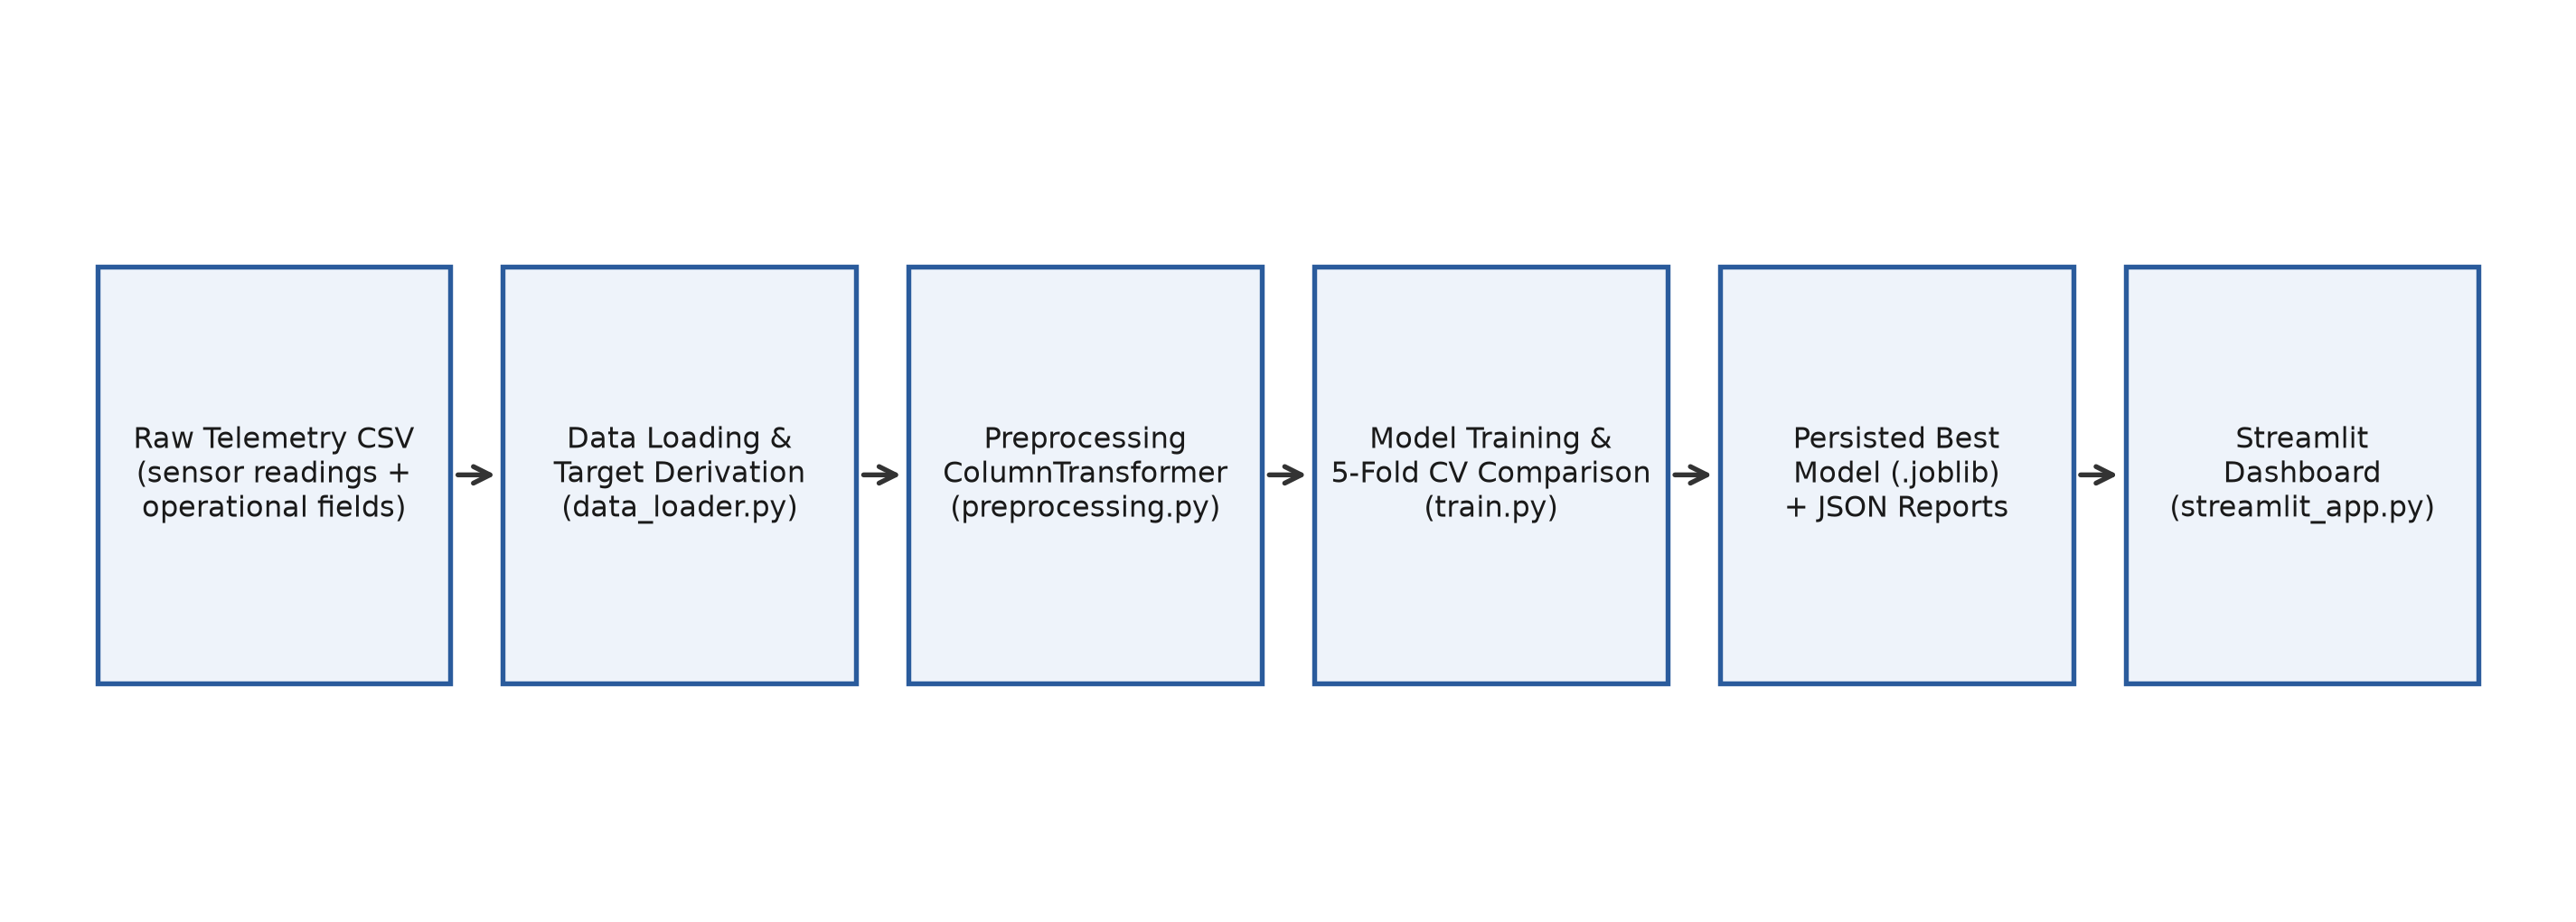 Raw Telemetry CSV
(sensor readings +
operational fields)
Data Loading &
Target Derivation
(data_loader.py)
Preprocessing
ColumnTransformer
(preprocessing.py)
Model Training &
5-Fold CV Comparison
(train.py)
Persisted Best
Model (.joblib)
+ JSON Reports
Streamlit
Dashboard
(streamlit_app.py)